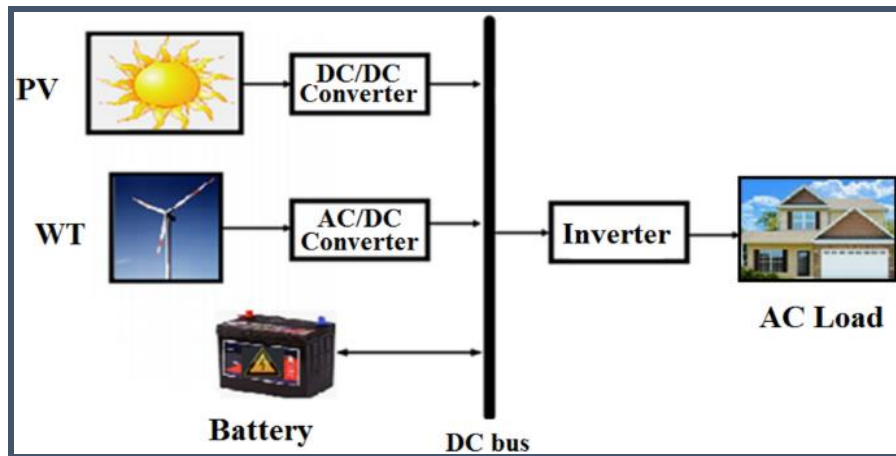 PV
DC/DC
Converter
WT
AC/DC
Converter
Inverter
AC Load
Battery
DC bus